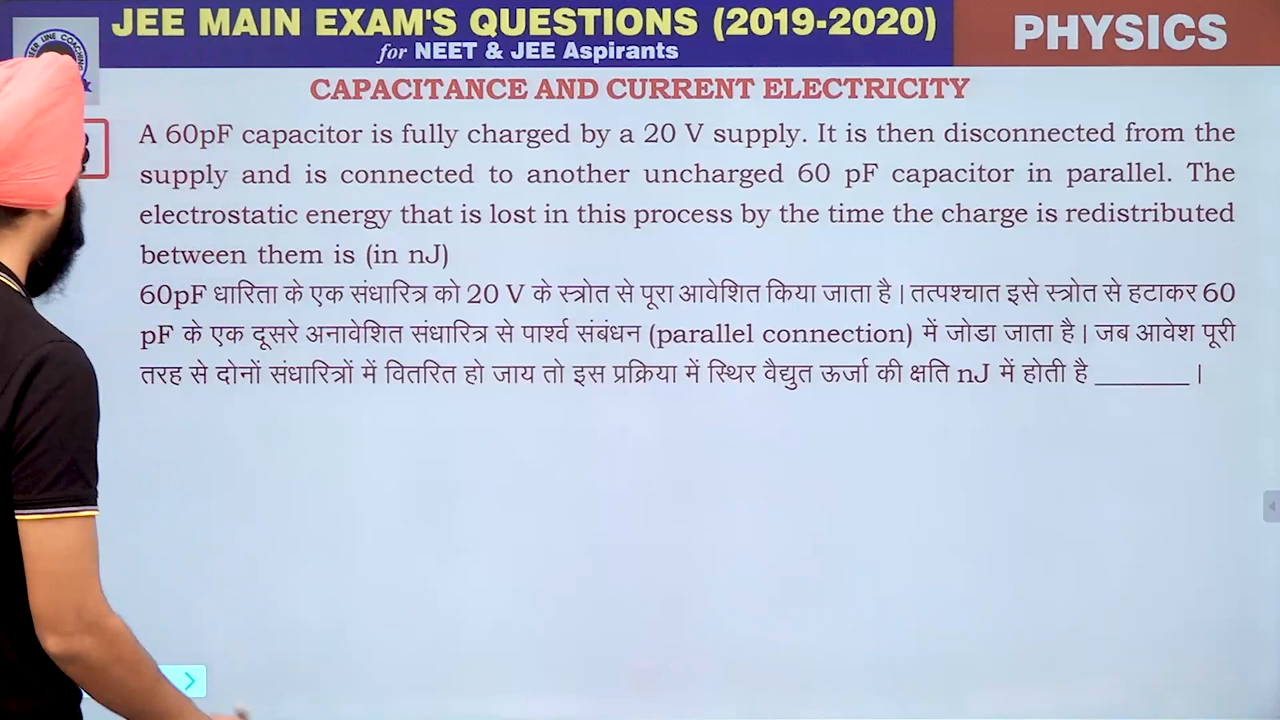 JEE MAIN EXAM'S QUESTIONS (2019-2020)
for NEET & JEE Aspirants
PHYSICS
CAPACITANCE AND CURRENT ELECTRICITY
A 60pF capacitor is fully charged by a 20 V supply. It is then disconnected from the
supply and is connected to another uncharged 60 pF capacitor in parallel. The
electrostatic energy that is lost in this process by the time the charge is redistributed
between them is (in nJ)
60pF धारिता के एक संधारित्र को 20 V के स्त्रोत से पूरा आवेशित किया जाता है | तत्पश्चात इसे स्त्रोत से हटाकर 60
pF के एक दूसरे अनावेशित संधारित्र से पार्श्व संबंधन (parallel connection) में जोडा जाता है | जब आवेश पूरी
तरह से दोनों संधारित्रों में वितरित हो जाय तो इस प्रक्रिया में स्थिर वैद्युत ऊर्जा की क्षति nJ में होती है _______ |